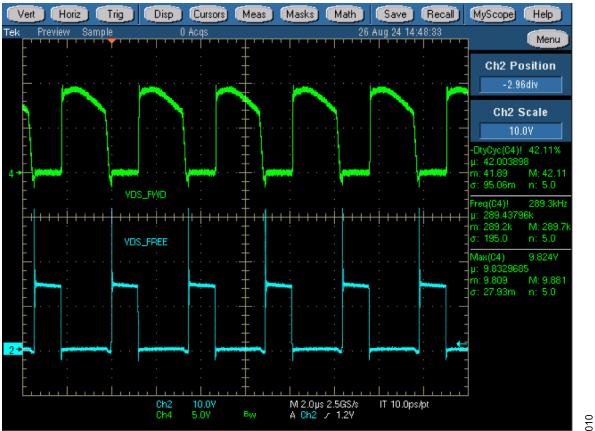 Vert Horiz Trig Disp Cursors Meas Masks Math Save Recall MyScope Help
Tek Preview Sample 0 Acqs 26 Aug 24 14:48:33
Menu
Ch2 Position
-2.96div
Ch2 Scale
10.0V
-DtyCyc(C4)! 42.11%
µ: 42.003898
m: 41.89 M: 42.11
σ: 95.06m n: 5.0
Freq(C4)! 289.3kHz
µ: 289.43796k
m: 289.2k M: 289.7k
σ: 195.0 n: 5.0
Max(C4) 9.824V
µ: 9.8329685
m: 9.809 M: 9.881
σ: 27.93m n: 5.0
4
VDS_FWD
VDS_FREE
2
Ch2 10.0V M 2.0µs 2.5GS/s IT 10.0ps/pt
Ch4 5.0V Bw A Ch2 ∕ 1.2V
010